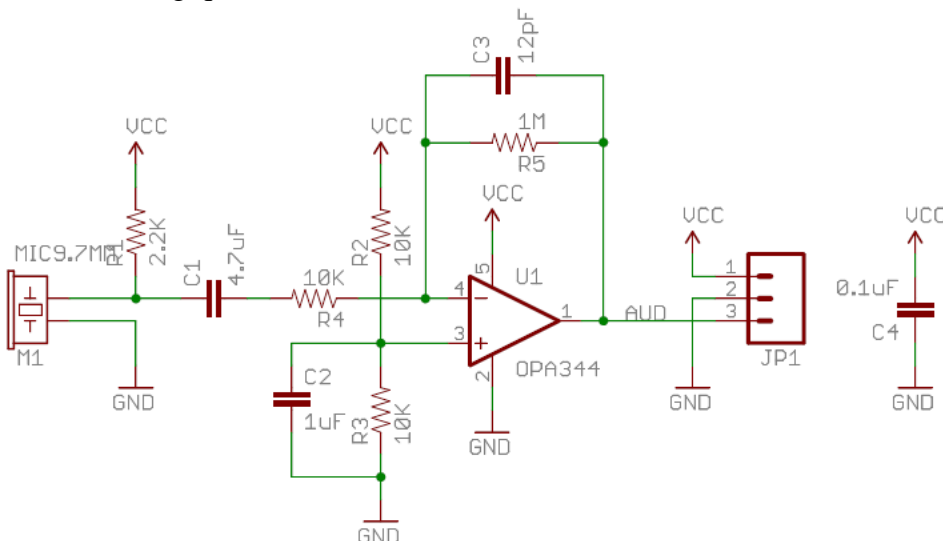 C3
12pF
VCC
VCC
1M
R5
VCC
VCC
VCC
MIC9.7MM
R1
2.2K
C1
4.7uF
R2
10K
10K
R4
5
U1
4
3
1
AUD
2
OPA344
1
2
3
JP1
0.1uF
C4
M1
GND
C2
1uF
R3
10K
GND
GND
GND
GND